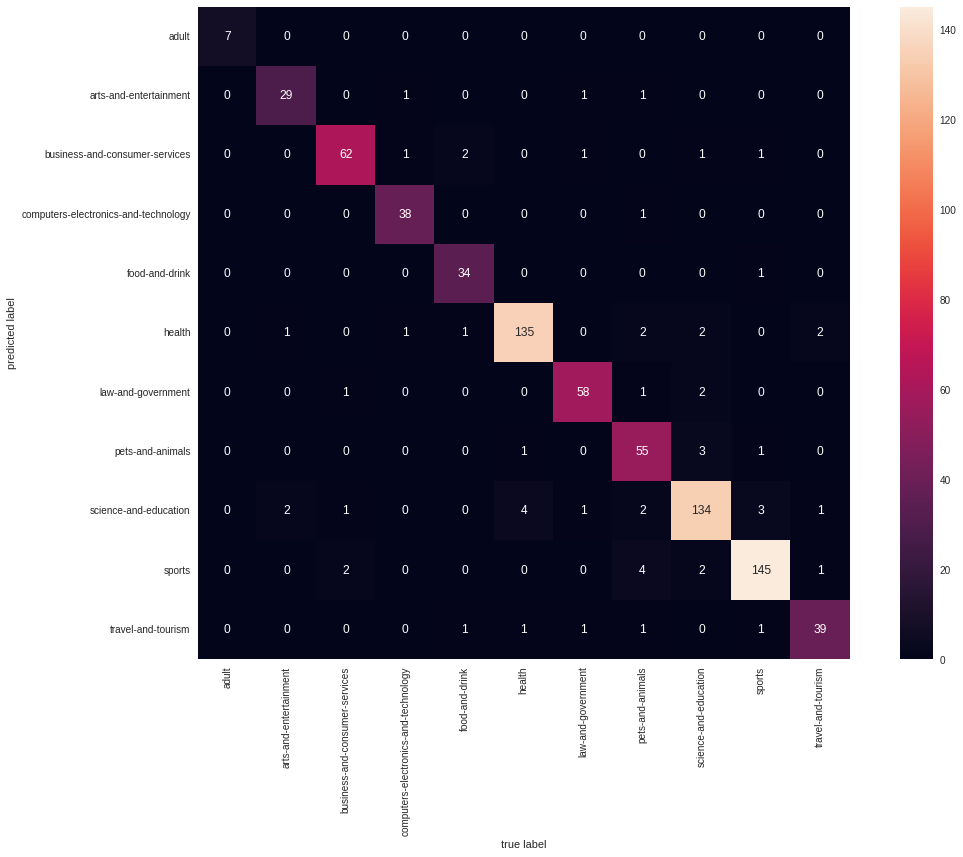 adult 7 0 0 0 0 0 0 0 0 0 0
arts-and-entertainment 0 29 0 1 0 0 1 1 0 0 0
business-and-consumer-services 0 0 62 1 2 0 1 0 1 1 0
computers-electronics-and-technology 0 0 0 38 0 0 0 1 0 0 0
food-and-drink 0 0 0 0 34 0 0 0 0 1 0
health 0 1 0 1 1 135 0 2 2 0 2
law-and-government 0 0 1 0 0 0 58 1 2 0 0
pets-and-animals 0 0 0 0 0 1 0 55 3 1 0
science-and-education 0 2 1 0 0 4 1 2 134 3 1
sports 0 0 2 0 0 0 0 4 2 145 1
travel-and-tourism 0 0 0 0 1 1 1 1 0 1 39
predicted label
adult
arts-and-entertainment
business-and-consumer-services
computers-electronics-and-technology
food-and-drink
health
law-and-government
pets-and-animals
science-and-education
sports
travel-and-tourism
true label
140
120
100
80
60
40
20
0